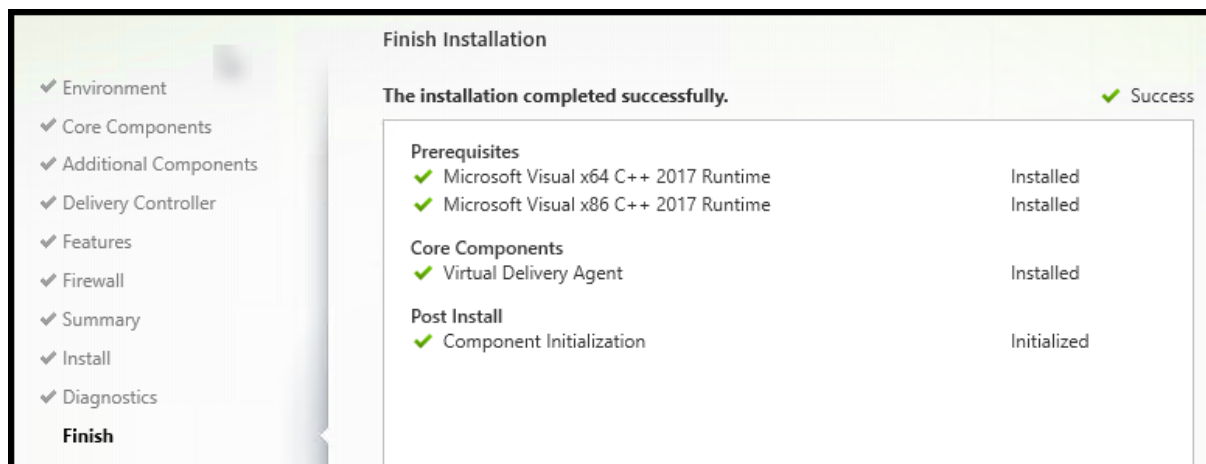 Environment
Core Components
Additional Components
Delivery Controller
Features
Firewall
Summary
Install
Diagnostics
Finish
Finish Installation
The installation completed successfully. Success
Prerequisites
Microsoft Visual x64 C++ 2017 Runtime Installed
Microsoft Visual x86 C++ 2017 Runtime Installed
Core Components
Virtual Delivery Agent Installed
Post Install
Component Initialization Initialized